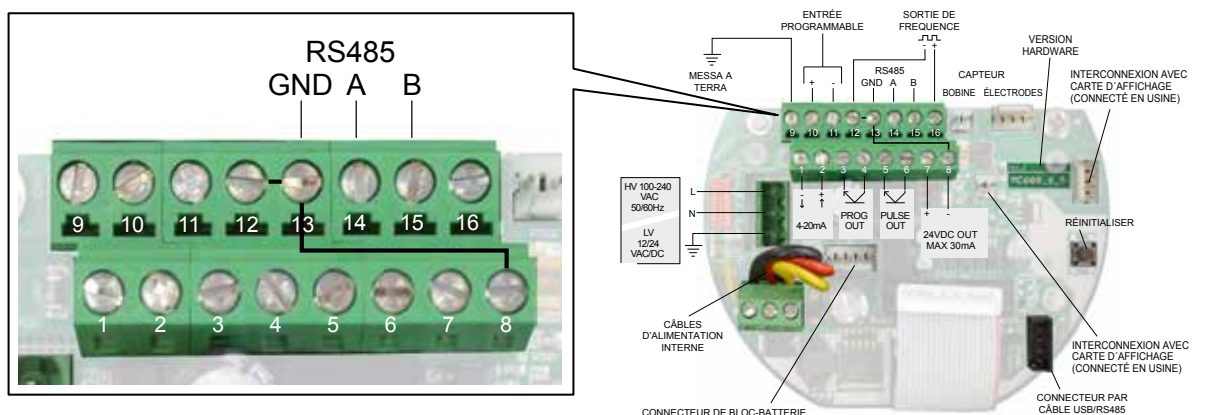 RS485
GND A B
9 10 11 12 13 14 15 16
1 2 3 4 5 6 7 8
ENTRÉE
PROGRAMMABLE
SORTIE DE
FREQUENCE
- +
MESSA A
TERRA
+ -
RS485
GND A B
CAPTEUR
BOBINE ÉLECTRODES
VERSION
HARDWARE
INTERCONNEXION AVEC
CARTE D´AFFICHAGE
(CONNECTÉ EN USINE)
9 10 11 12 13 14 15 16
1 2 3 4 5 6 7 8
HV 100-240
VAC
50/60Hz
LV
12/24
VAC/DC
L
N
- +
4-20mA
PROG
OUT
PULSE
OUT
+ -
24VDC OUT
MAX 30mA
RÉINITIALISER
CÂBLES
D'ALIMENTATION
INTERNE
INTERCONNEXION AVEC
CARTE D´AFFICHAGE
(CONNECTÉ EN USINE)
CONNECTEUR PAR
CÂBLE USB/RS485
CONNECTEUR DE BLOC-BATTERIE